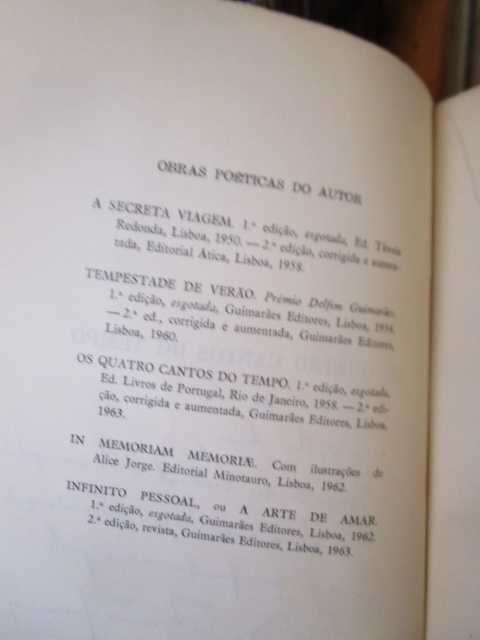 OBRAS POÉTICAS DO AUTOR
A SECRETA VIAGEM. 1.ª edição, esgotada, Ed. Távola
Redonda, Lisboa, 1950. — 2.ª edição, corrigida e aumen-
tada, Editorial Ática, Lisboa, 1958.
TEMPESTADE DE VERÃO. Prémio Delfim Guimarães.
1.ª edição, esgotada, Guimarães Editores, Lisboa, 1954.
— 2.ª ed., corrigida e aumentada, Guimarães Editores,
Lisboa, 1960.
OS QUATRO CANTOS DO TEMPO. 1.ª edição, esgotada,
Ed. Livros de Portugal, Rio de Janeiro, 1958. — 2.ª edi-
ção, corrigida e aumentada, Guimarães Editores, Lisboa,
1963.
IN MEMORIAM MEMORIÆ. Com ilustrações de
Alice Jorge. Editorial Minotauro, Lisboa, 1962.
INFINITO PESSOAL, ou A ARTE DE AMAR.
1.ª edição, esgotada, Guimarães Editores, Lisboa, 1962.
2.ª edição, revista, Guimarães Editores, Lisboa, 1963.